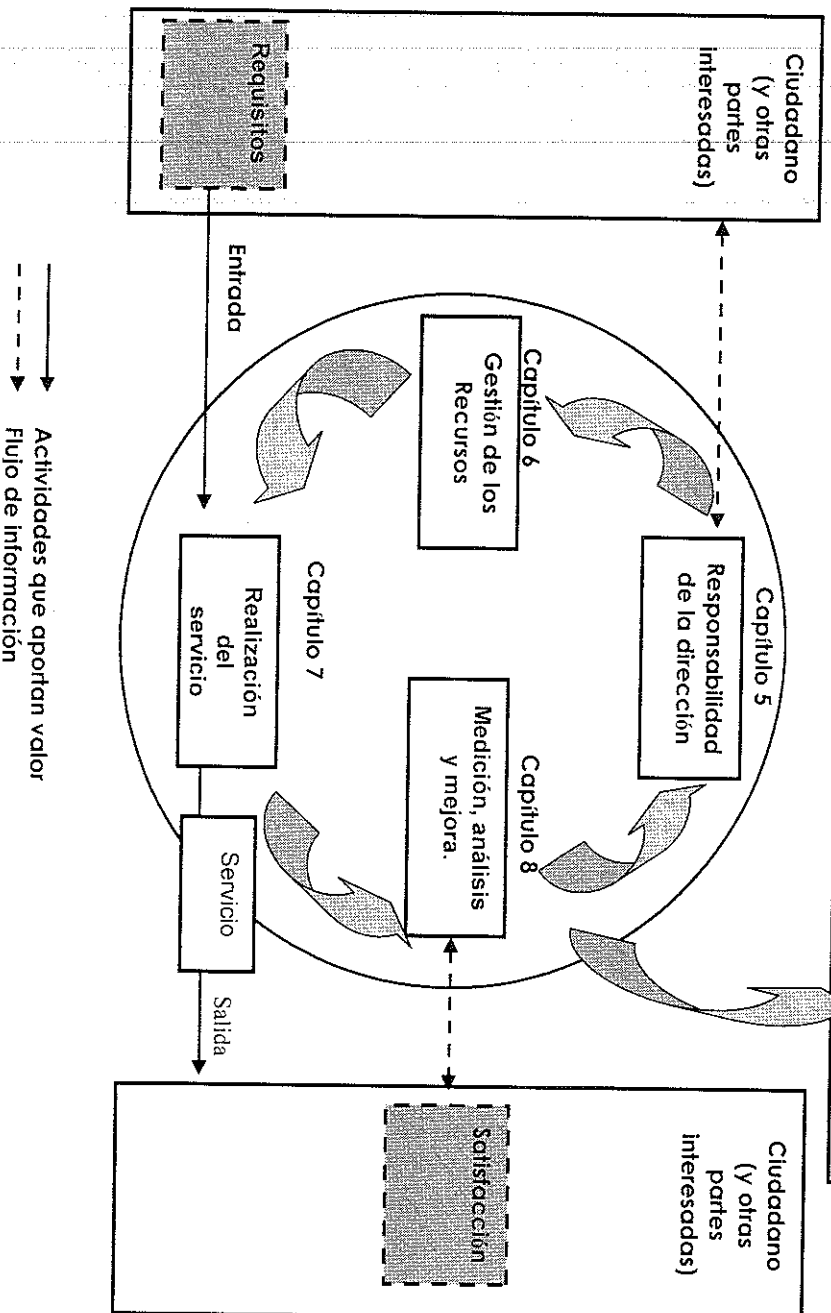 Ciudadano
(y otras
partes
interesadas)
Requisitos
Entrada
Capítulo 5
Responsabilidad
de la dirección
Capítulo 6
Gestión de los
Recursos
Capítulo 8
Medición, análisis
y mejora.
Capítulo 7
Realización
del
servicio
Servicio
Salida
Ciudadano
(y otras
partes
interesadas)
Satisfacción
Actividades que aportan valor
Flujo de información